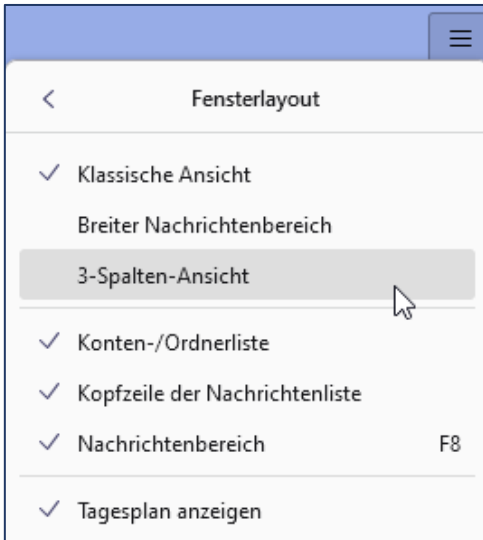 Fensterlayout
Klassische Ansicht
Breiter Nachrichtenbereich
3-Spalten-Ansicht
Konten-/Ordnerliste
Kopfzeile der Nachrichtenliste
Nachrichtenbereich F8
Tagesplan anzeigen